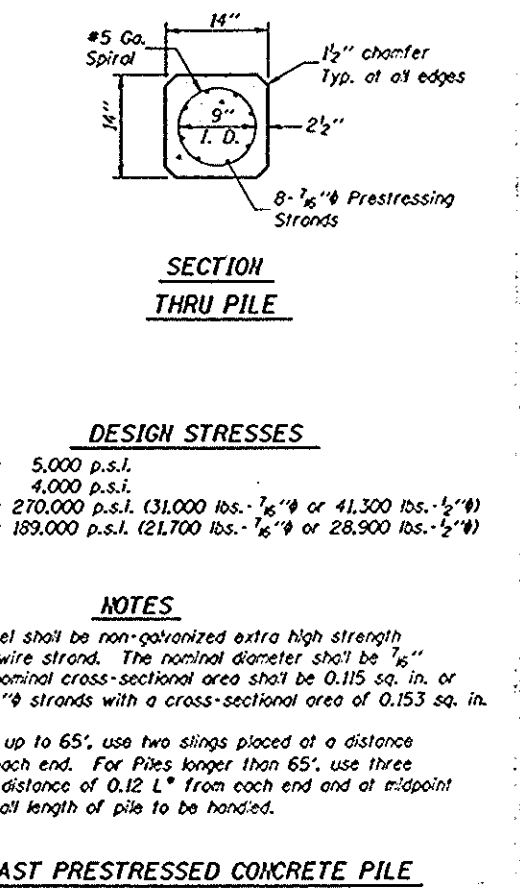 14"
#5 Ga.
Spiral
1½" chamfer
Typ. at all edges
14"
9"
I. D.
2½"
8- 7/16"φ Prestressing
Strands
SECTION
THRU PILE
DESIGN STRESSES
5,000 p.s.i.
4,000 p.s.i.
270,000 p.s.i. (31,000 lbs.- 7/16"φ or 41,300 lbs.-½"φ)
189,000 p.s.i. (21,700 lbs.- 7/16"φ or 28,900 lbs.-½"φ)
NOTES
el shall be non-galvanized extra high strength
wire strand. The nominal diameter shall be 7/16"
nominal cross-sectional area shall be 0.115 sq. in. or
"φ strands with a cross-sectional area of 0.153 sq. in.
up to 65', use two slings placed at a distance
each end. For Piles longer than 65', use three
distance of 0.12 L* from each end and at midpoint
all length of pile to be handled.
AST PRESTRESSED CONCRETE PILE